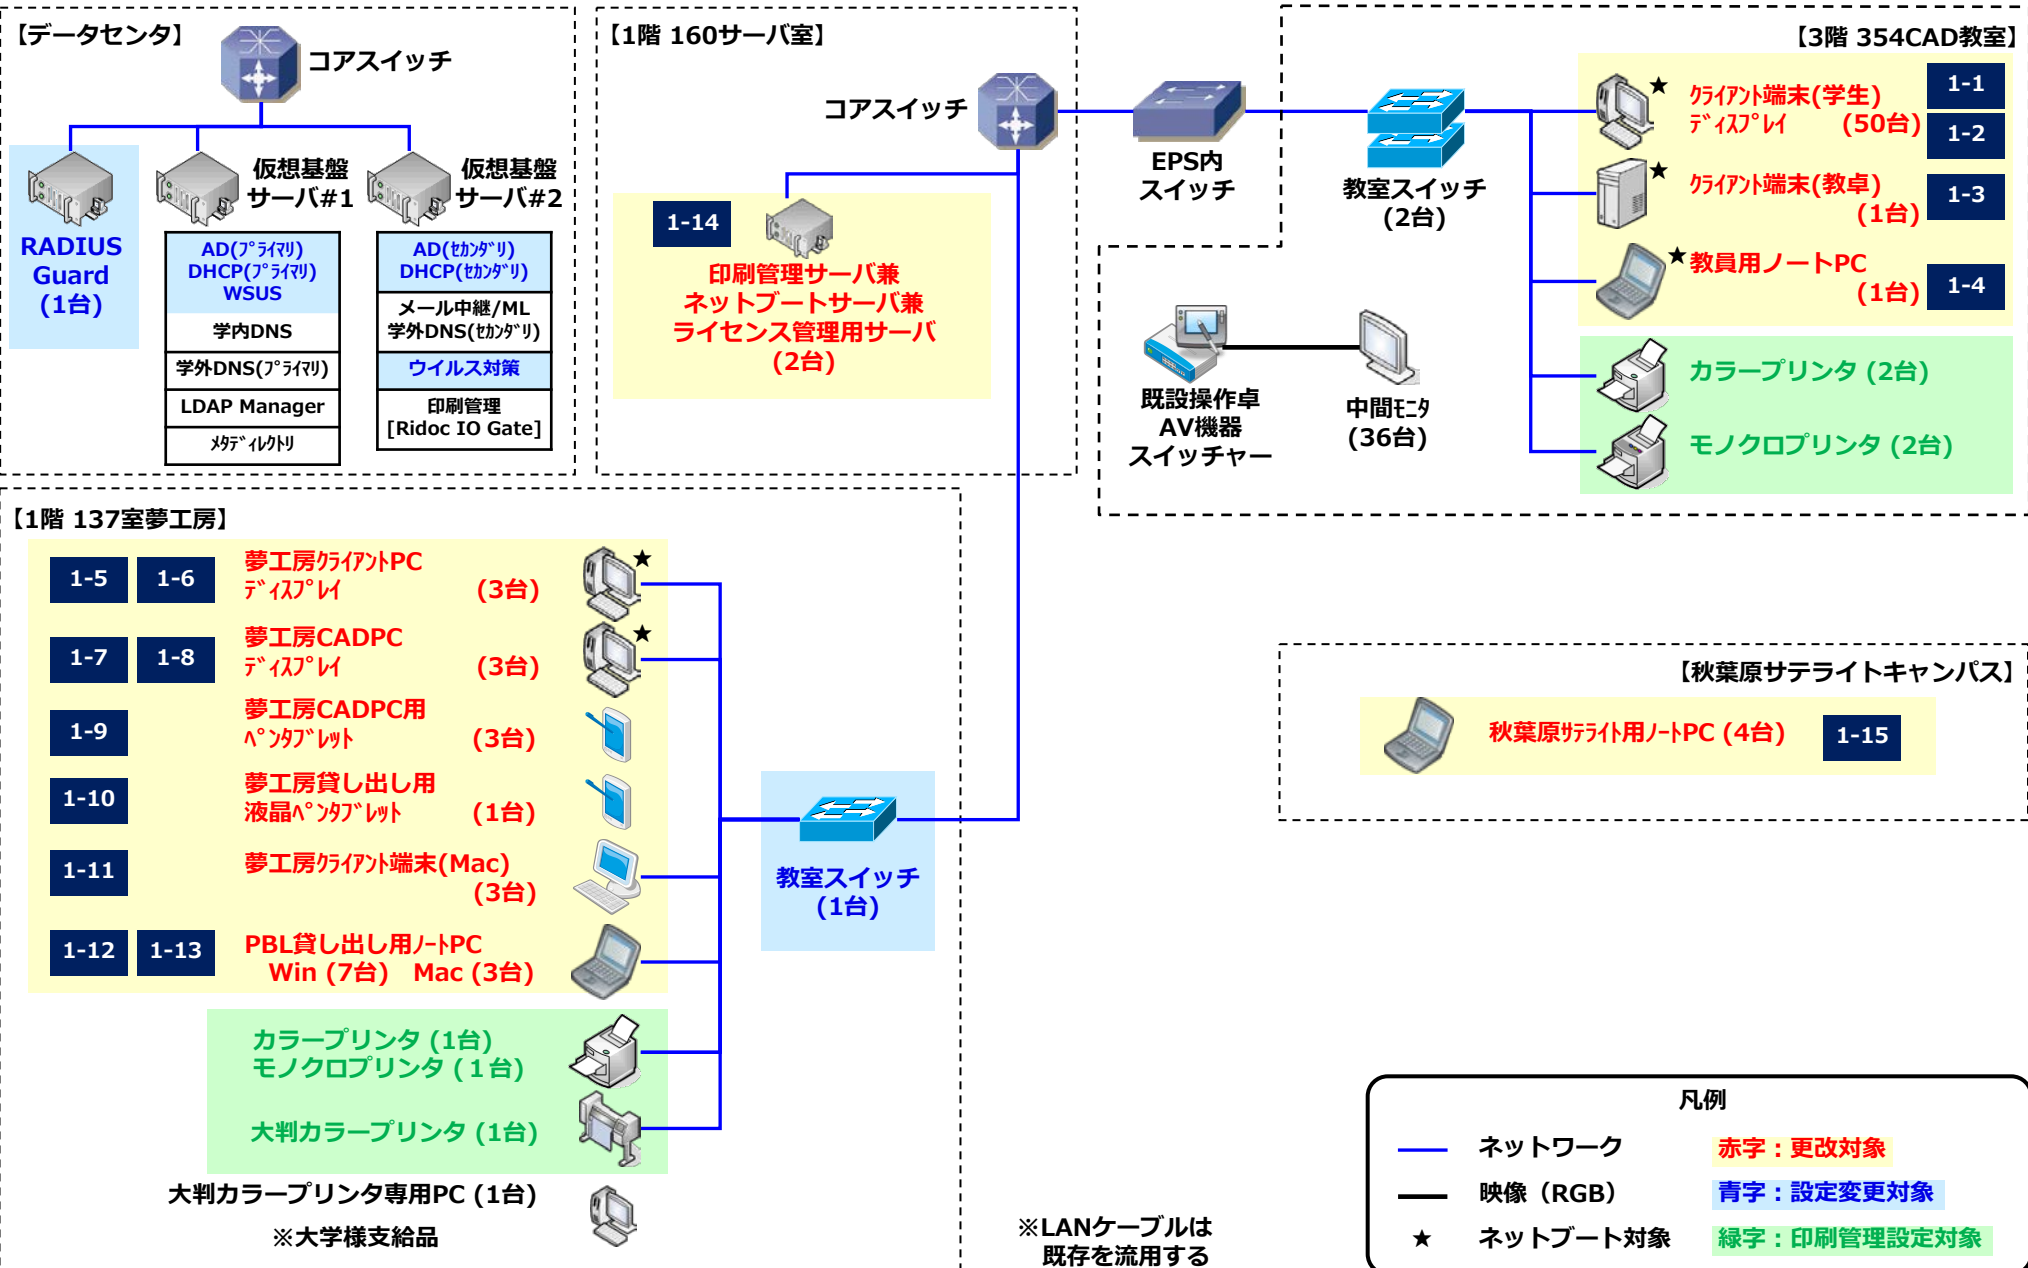 【データセンタ】
コアスイッチ
RADIUS
Guard
(1台)
仮想基盤
サーバ#1
仮想基盤
サーバ#2
AD(ﾌﾟﾗｲﾏﾘ)
DHCP(ﾌﾟﾗｲﾏﾘ)
WSUS
学内DNS
学外DNS(ﾌﾟﾗｲﾏﾘ)
LDAP Manager
ﾒﾀﾃﾞｨﾚｸﾄﾘ
AD(ｾｶﾝﾀﾞﾘ)
DHCP(ｾｶﾝﾀﾞﾘ)
メール中継/ML
学外DNS(ｾｶﾝﾀﾞﾘ)
ウイルス対策
印刷管理
[Ridoc IO Gate]
【1階 160サーバ室】
コアスイッチ
1-14
印刷管理サーバ兼
ネットブートサーバ兼
ライセンス管理用サーバ
(2台)
EPS内
スイッチ
【3階 354CAD教室】
教室スイッチ
(2台)
★
ｸﾗｲｱﾝﾄ端末(学生)
ﾃﾞｨｽﾌﾟﾚｲ (50台)
1-1
1-2
★
ｸﾗｲｱﾝﾄ端末(教卓)
(1台)
1-3
★
教員用ノートPC
(1台)
1-4
カラープリンタ (2台)
モノクロプリンタ (2台)
既設操作卓
AV機器
スイッチャー
中間ﾓﾆﾀ
(36台)
【1階 137室夢工房】
1-5 1-6
夢工房ｸﾗｲｱﾝﾄPC
ﾃﾞｨｽﾌﾟﾚｲ (3台)
★
1-7 1-8
夢工房CADPC
ﾃﾞｨｽﾌﾟﾚｲ (3台)
★
1-9
夢工房CADPC用
ﾍﾟﾝﾀﾌﾞﾚｯﾄ (3台)
1-10
夢工房貸し出し用
液晶ﾍﾟﾝﾀﾌﾞﾚｯﾄ (1台)
1-11
夢工房ｸﾗｲｱﾝﾄ端末(Mac)
(3台)
1-12 1-13
PBL貸し出し用ﾉｰﾄPC
Win (7台) Mac (3台)
カラープリンタ (1台)
モノクロプリンタ (１台)
大判カラープリンタ (1台)
大判カラープリンタ専用PC (1台)
※大学様支給品
教室スイッチ
(1台)
【秋葉原サテライトキャンパス】
秋葉原ｻﾃﾗｲﾄ用ﾉｰﾄPC (4台)
1-15
※LANケーブルは
既存を流用する
凡例
ネットワーク
赤字：更改対象
映像（RGB）
青字：設定変更対象
★ ネットブート対象
緑字：印刷管理設定対象